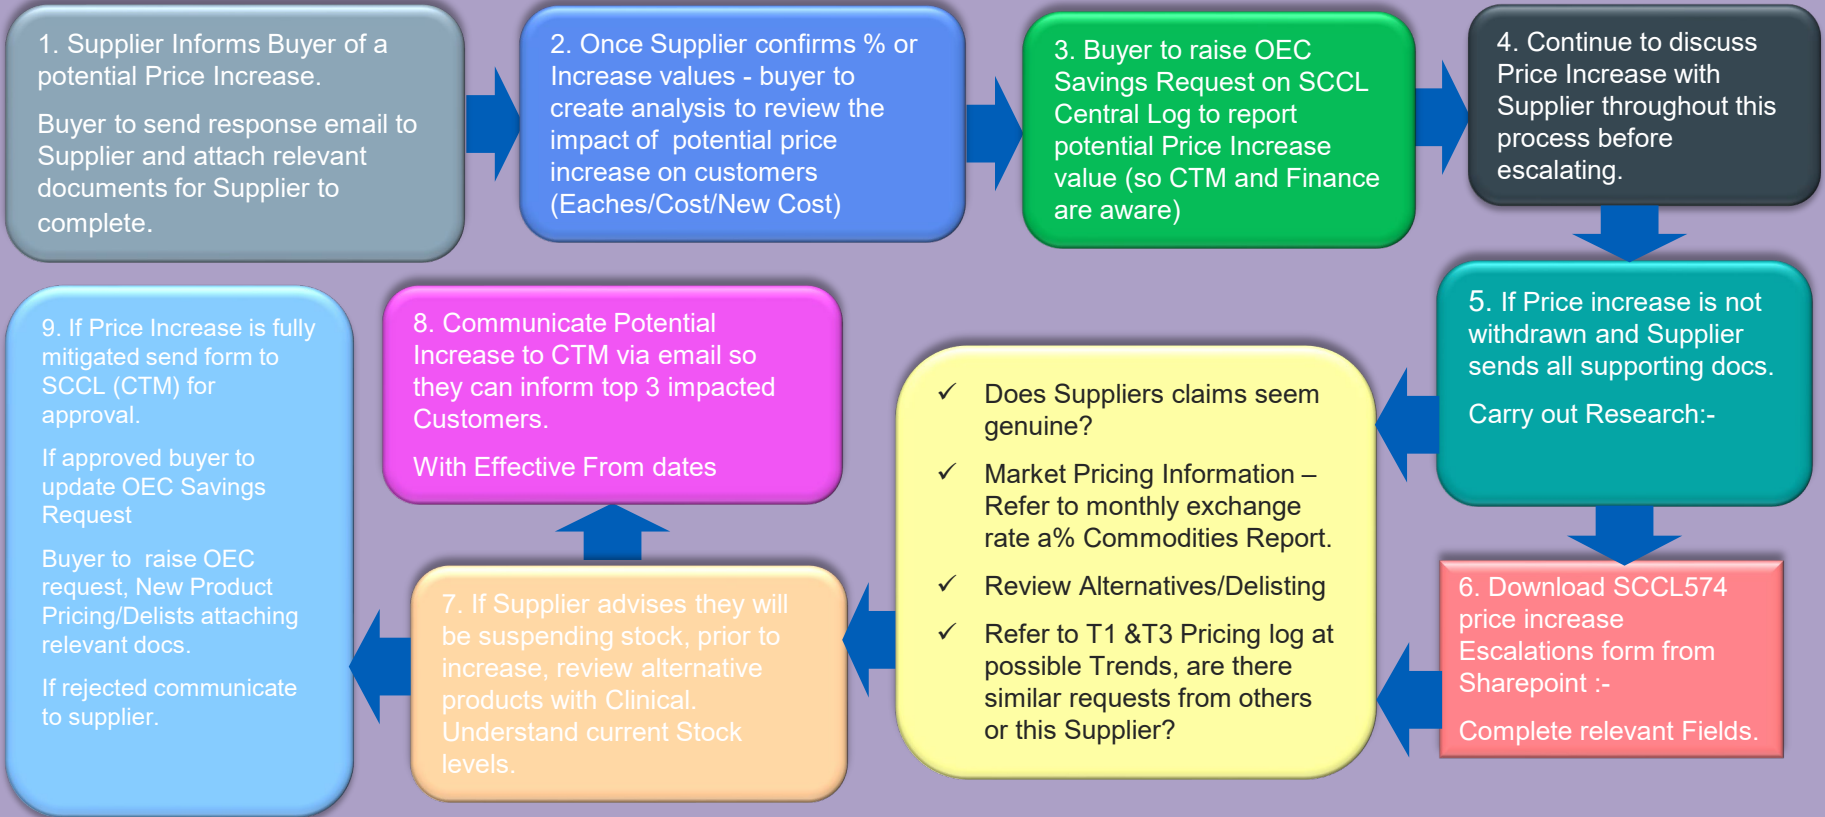 1. Supplier Informs Buyer of a
potential Price Increase.
Buyer to send response email to
Supplier and attach relevant
documents for Supplier to
complete.
2. Once Supplier confirms % or
Increase values - buyer to
create analysis to review the
impact of  potential price
increase on customers
(Eaches/Cost/New Cost)
3. Buyer to raise OEC
Savings Request on SCCL
Central Log to report
potential Price Increase
value (so CTM and Finance
are aware)
4. Continue to discuss
Price Increase with
Supplier throughout this
process before
escalating.
5. If Price increase is not
withdrawn and Supplier
sends all supporting docs.
Carry out Research:-
✓ Does Suppliers claims seem
genuine?
✓ Market Pricing Information –
Refer to monthly exchange
rate a% Commodities Report.
✓ Review Alternatives/Delisting
✓ Refer to T1 &T3 Pricing log at
possible Trends, are there
similar requests from others
or this Supplier?
6. Download SCCL574
price increase
Escalations form from
Sharepoint :-
Complete relevant Fields.
7. If Supplier advises they will
be suspending stock, prior to
increase, review alternative
products with Clinical.
Understand current Stock
levels.
8. Communicate Potential
Increase to CTM via email so
they can inform top 3 impacted
Customers.
With Effective From dates
9. If Price Increase is fully
mitigated send form to
SCCL (CTM) for
approval.
If approved buyer to
update OEC Savings
Request
Buyer to  raise OEC
request, New Product
Pricing/Delists attaching
relevant docs.
If rejected communicate
to supplier.